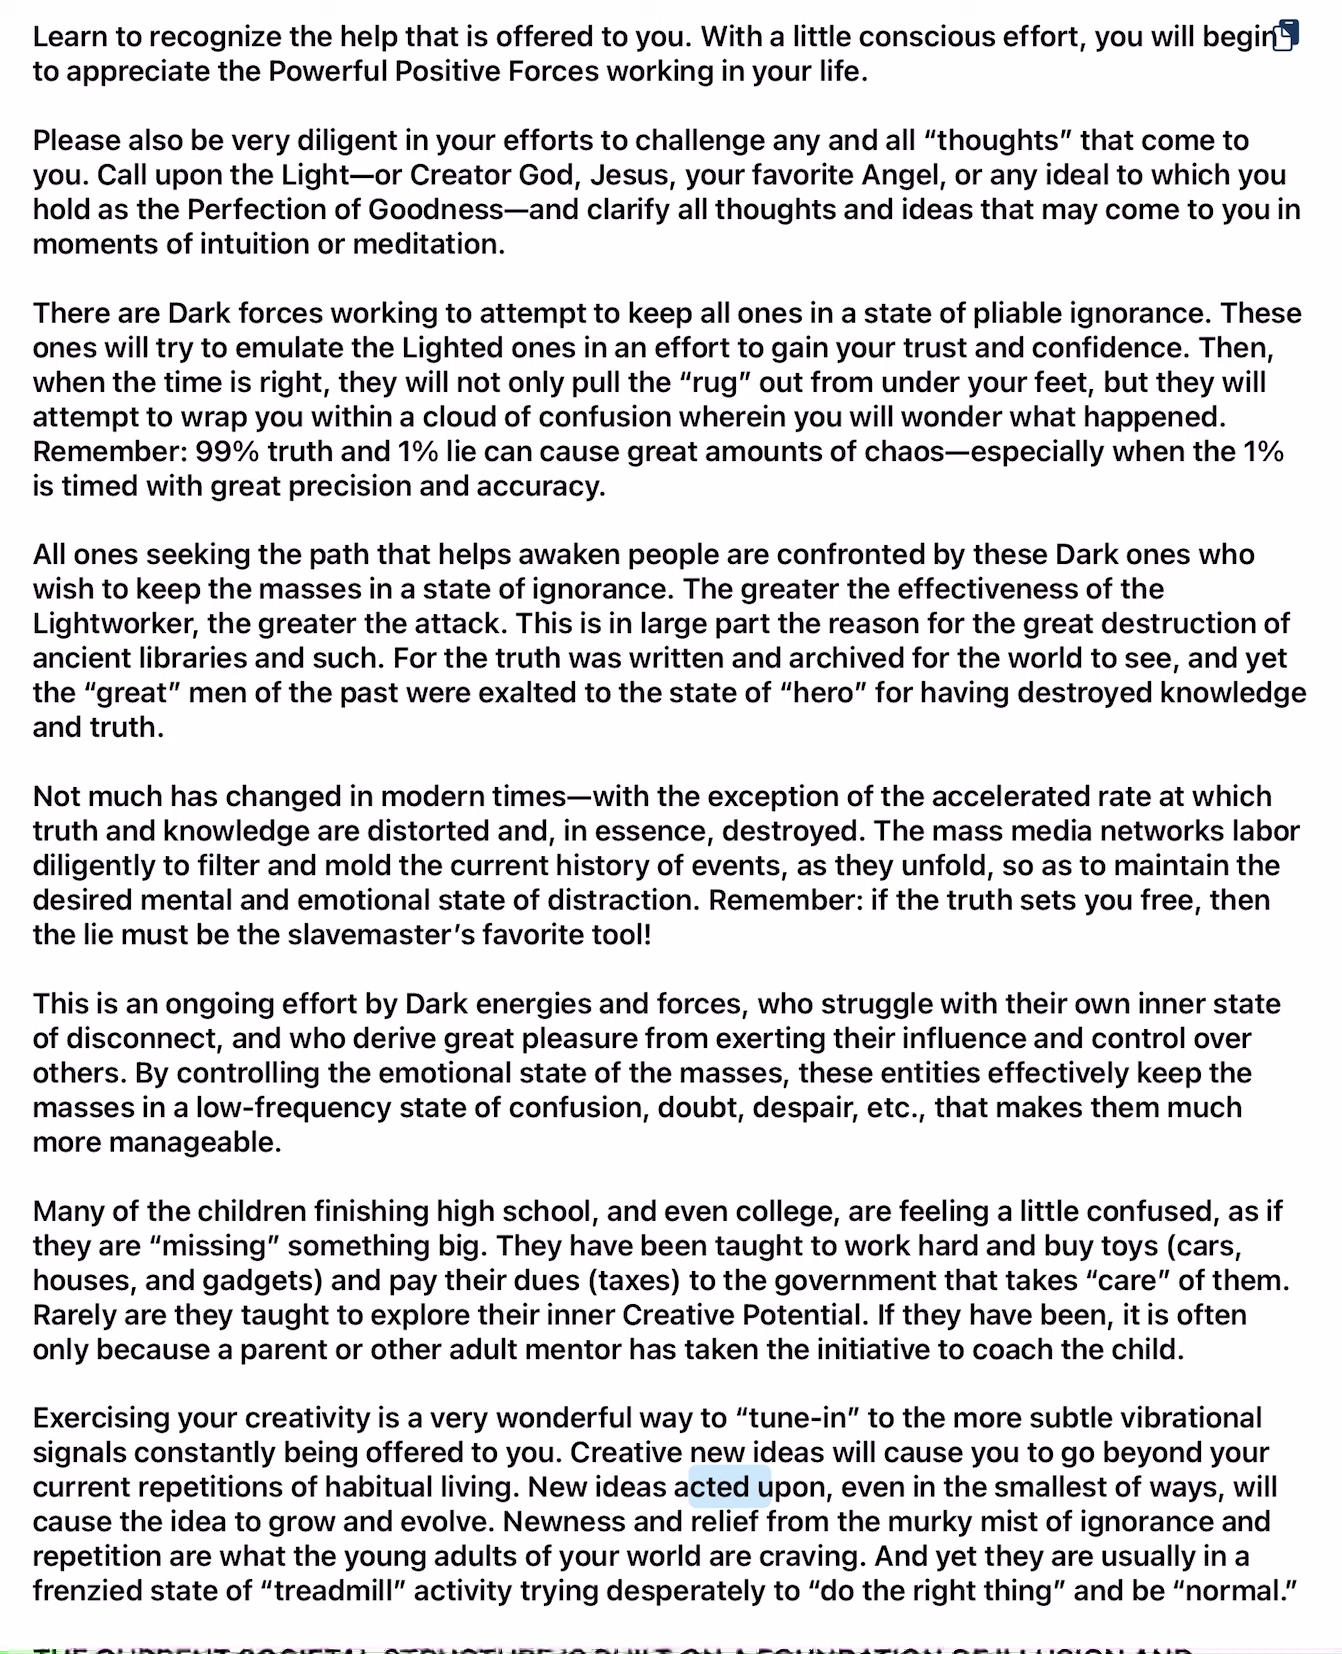 Learn to recognize the help that is offered to you. With a little conscious effort, you will begin
to appreciate the Powerful Positive Forces working in your life.
Please also be very diligent in your efforts to challenge any and all “thoughts” that come to
you. Call upon the Light—or Creator God, Jesus, your favorite Angel, or any ideal to which you
hold as the Perfection of Goodness—and clarify all thoughts and ideas that may come to you in
moments of intuition or meditation.
There are Dark forces working to attempt to keep all ones in a state of pliable ignorance. These
ones will try to emulate the Lighted ones in an effort to gain your trust and confidence. Then,
when the time is right, they will not only pull the “rug” out from under your feet, but they will
attempt to wrap you within a cloud of confusion wherein you will wonder what happened.
Remember: 99% truth and 1% lie can cause great amounts of chaos—especially when the 1%
is timed with great precision and accuracy.
All ones seeking the path that helps awaken people are confronted by these Dark ones who
wish to keep the masses in a state of ignorance. The greater the effectiveness of the
Lightworker, the greater the attack. This is in large part the reason for the great destruction of
ancient libraries and such. For the truth was written and archived for the world to see, and yet
the “great” men of the past were exalted to the state of “hero” for having destroyed knowledge
and truth.
Not much has changed in modern times—with the exception of the accelerated rate at which
truth and knowledge are distorted and, in essence, destroyed. The mass media networks labor
diligently to filter and mold the current history of events, as they unfold, so as to maintain the
desired mental and emotional state of distraction. Remember: if the truth sets you free, then
the lie must be the slavemaster’s favorite tool!
This is an ongoing effort by Dark energies and forces, who struggle with their own inner state
of disconnect, and who derive great pleasure from exerting their influence and control over
others. By controlling the emotional state of the masses, these entities effectively keep the
masses in a low-frequency state of confusion, doubt, despair, etc., that makes them much
more manageable.
Many of the children finishing high school, and even college, are feeling a little confused, as if
they are “missing” something big. They have been taught to work hard and buy toys (cars,
houses, and gadgets) and pay their dues (taxes) to the government that takes “care” of them.
Rarely are they taught to explore their inner Creative Potential. If they have been, it is often
only because a parent or other adult mentor has taken the initiative to coach the child.
Exercising your creativity is a very wonderful way to “tune-in” to the more subtle vibrational
signals constantly being offered to you. Creative new ideas will cause you to go beyond your
current repetitions of habitual living. New ideas acted upon, even in the smallest of ways, will
cause the idea to grow and evolve. Newness and relief from the murky mist of ignorance and
repetition are what the young adults of your world are craving. And yet they are usually in a
frenzied state of “treadmill” activity trying desperately to “do the right thing” and be “normal.”